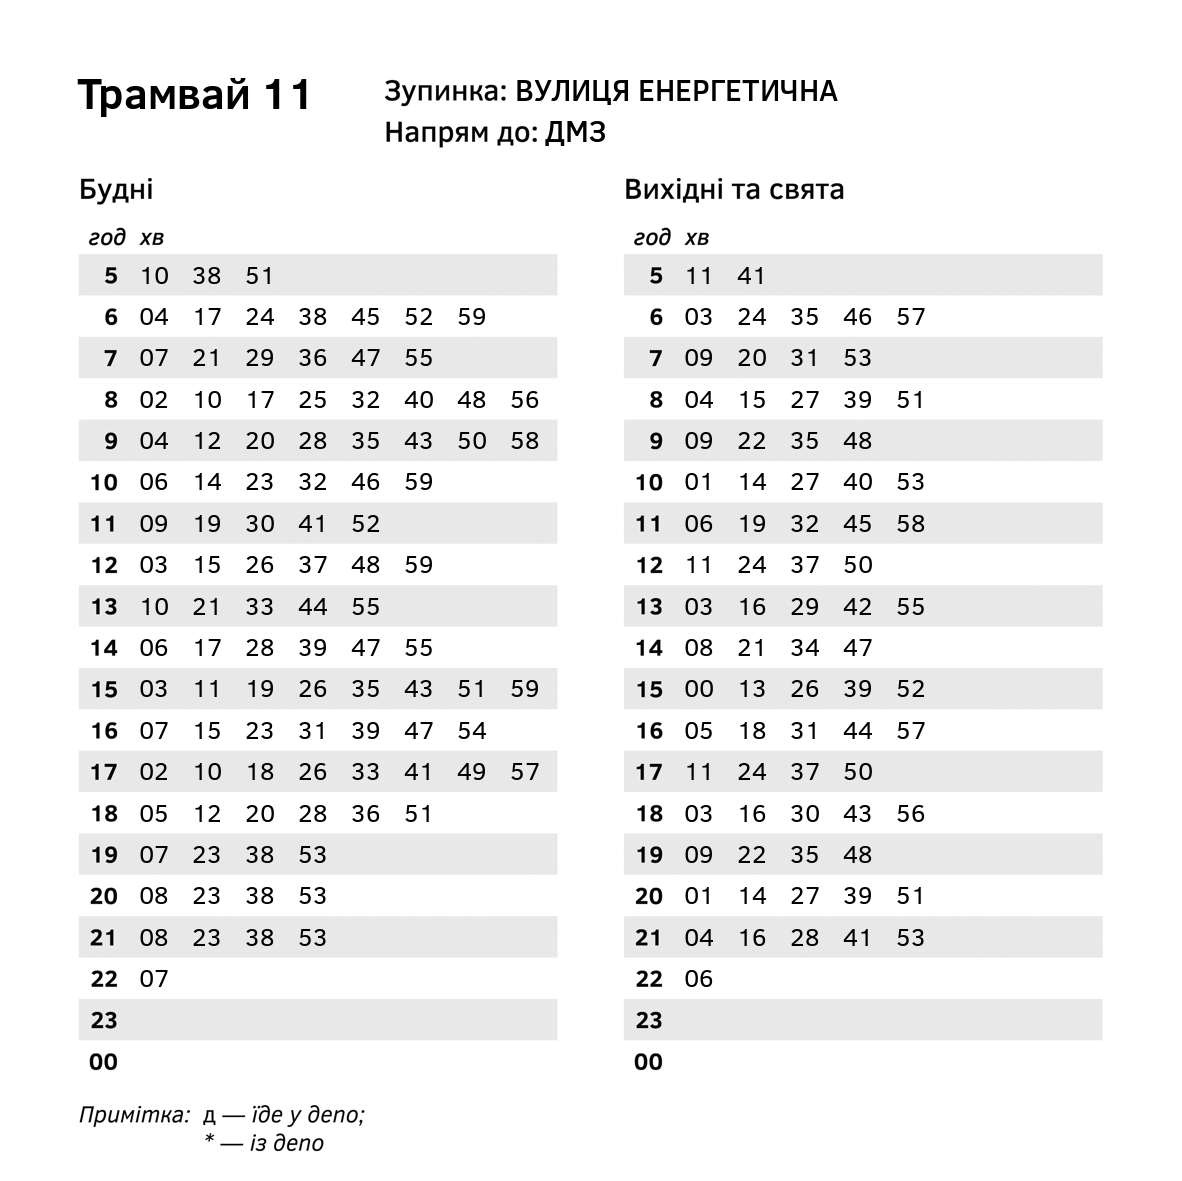 Трамвай 11
Зупинка: ВУЛИЦЯ ЕНЕРГЕТИЧНА
Напрям до: ДМЗ
Будні
год хв
5 10 38 51
6 04 17 24 38 45 52 59
7 07 21 29 36 47 55
8 02 10 17 25 32 40 48 56
9 04 12 20 28 35 43 50 58
10 06 14 23 32 46 59
11 09 19 30 41 52
12 03 15 26 37 48 59
13 10 21 33 44 55
14 06 17 28 39 47 55
15 03 11 19 26 35 43 51 59
16 07 15 23 31 39 47 54
17 02 10 18 26 33 41 49 57
18 05 12 20 28 36 51
19 07 23 38 53
20 08 23 38 53
21 08 23 38 53
22 07
23
00
Вихідні та свята
год хв
5 11 41
6 03 24 35 46 57
7 09 20 31 53
8 04 15 27 39 51
9 09 22 35 48
10 01 14 27 40 53
11 06 19 32 45 58
12 11 24 37 50
13 03 16 29 42 55
14 08 21 34 47
15 00 13 26 39 52
16 05 18 31 44 57
17 11 24 37 50
18 03 16 30 43 56
19 09 22 35 48
20 01 14 27 39 51
21 04 16 28 41 53
22 06
23
00
Примітка: д — їде у депо;
* — із депо